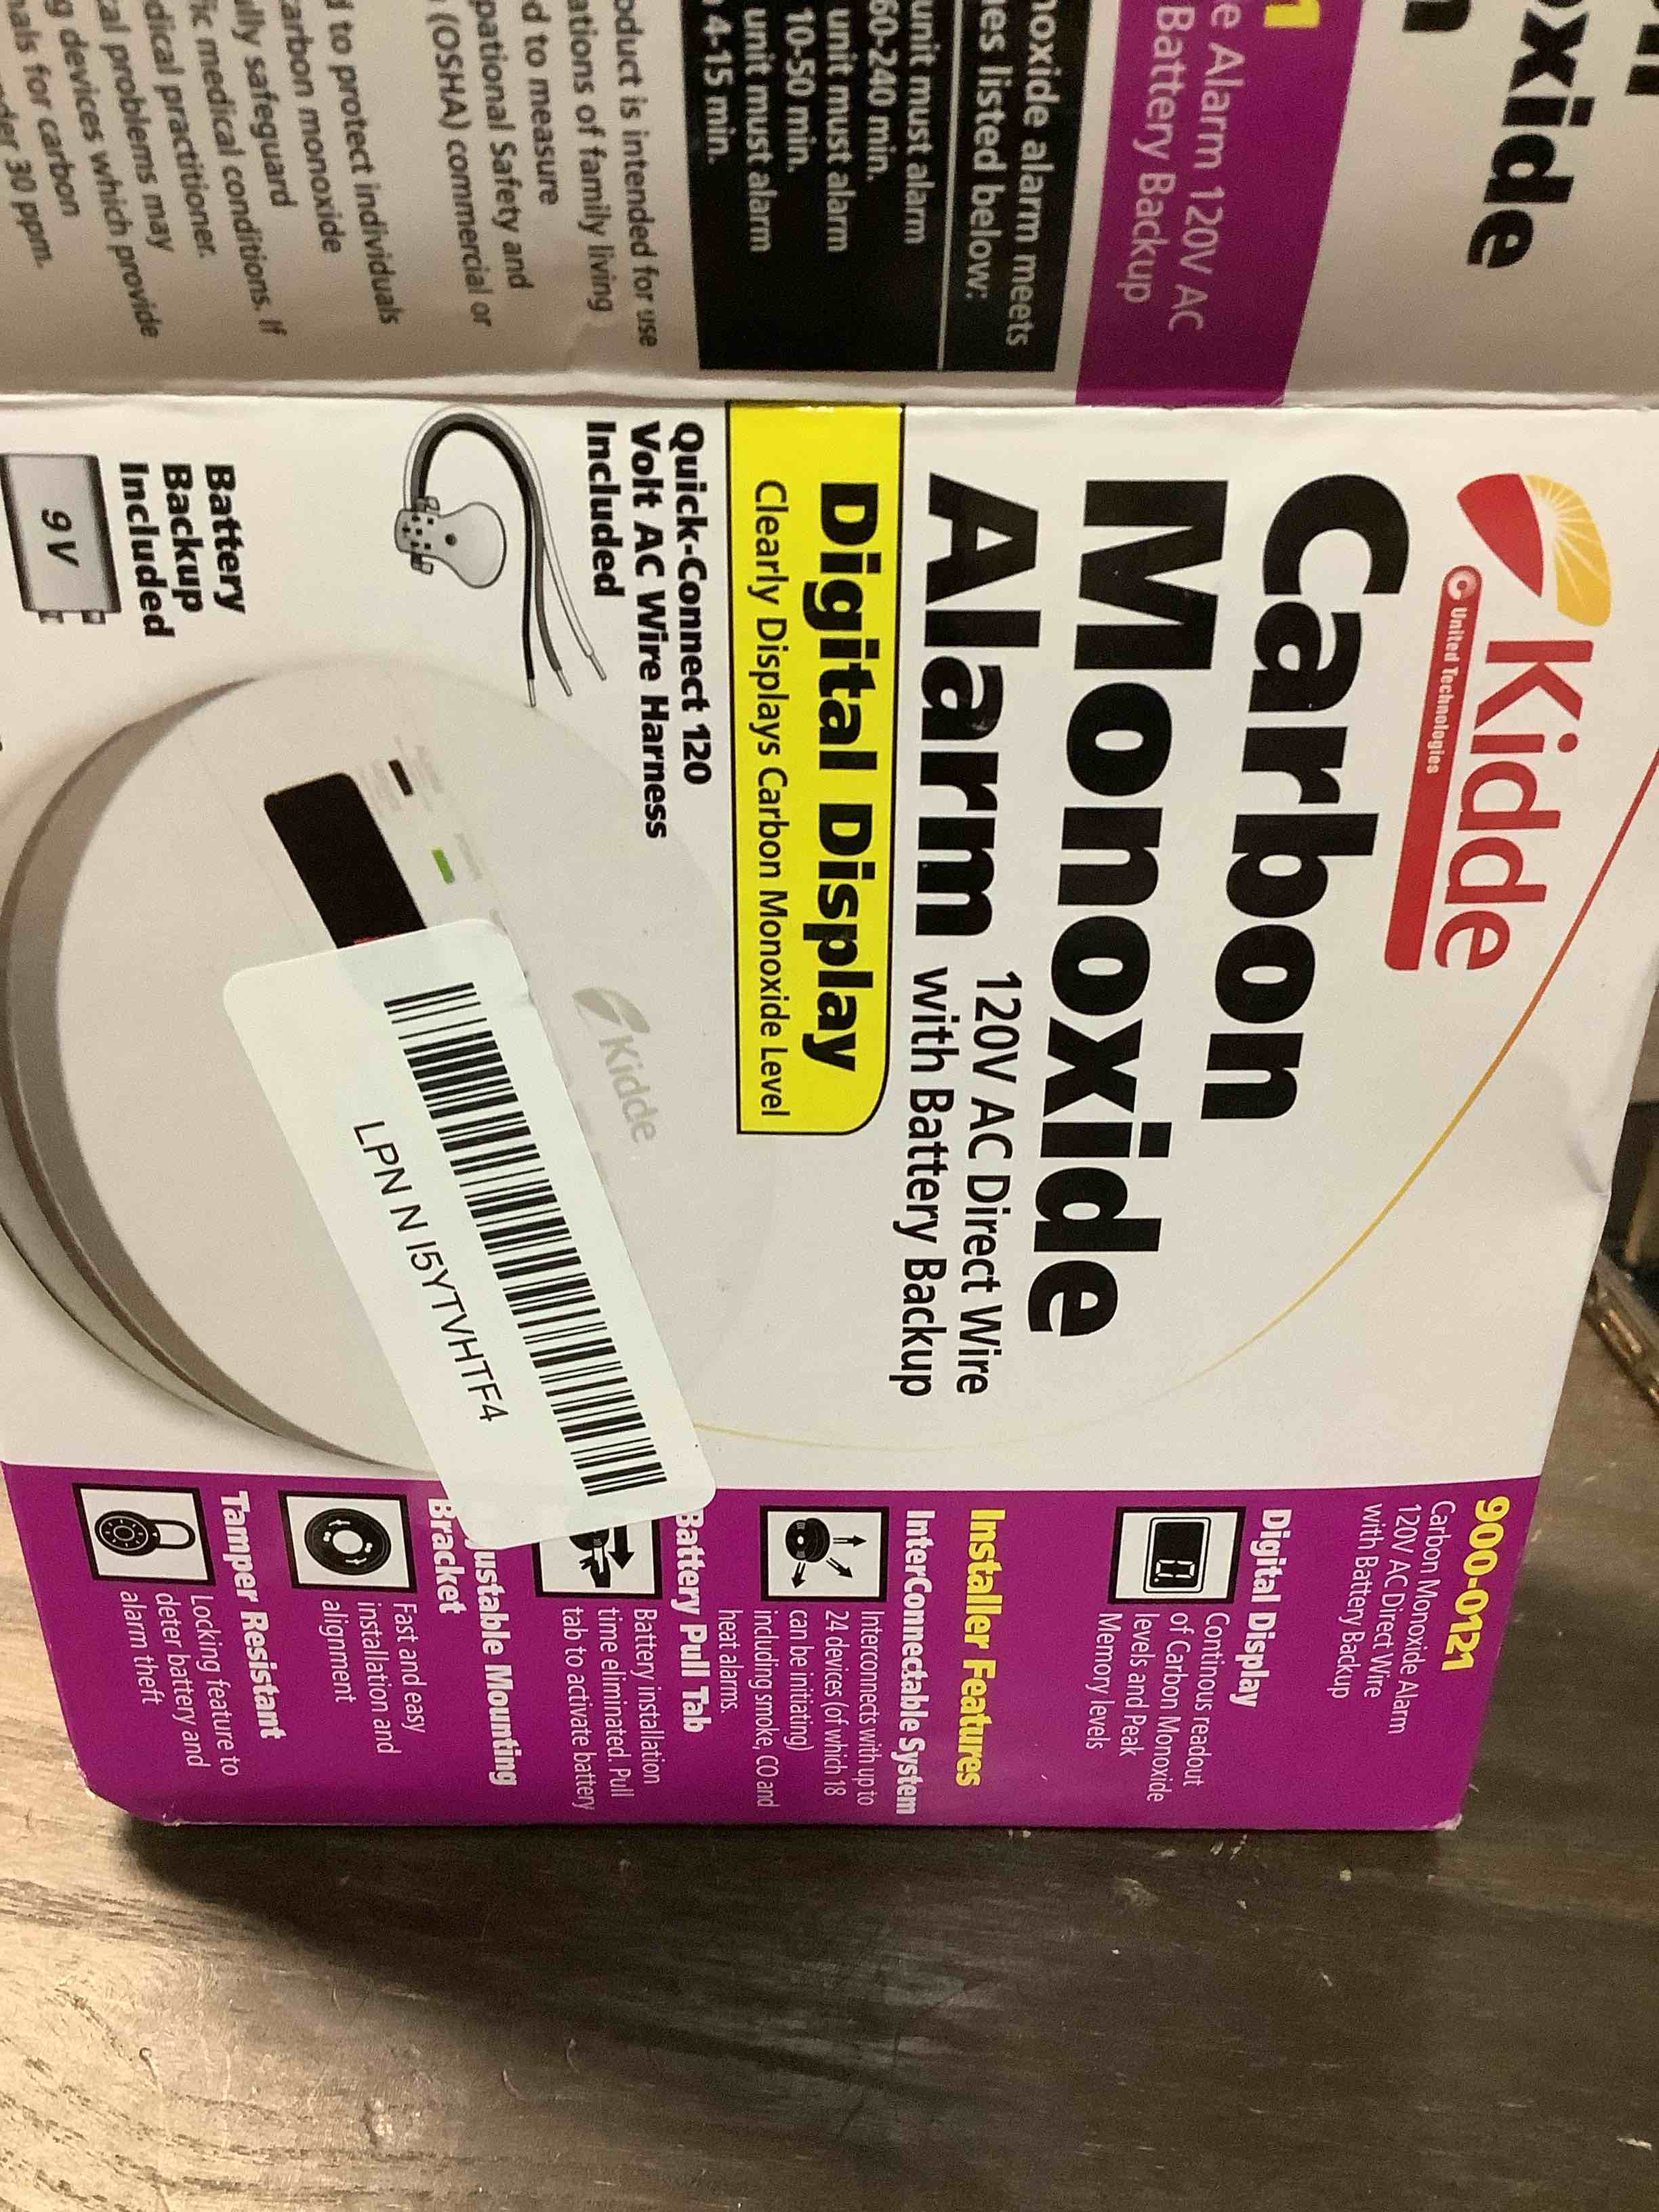 Kidde
United Technologies
Carbon
Monoxide
Alarm
120V AC Direct Wire
with Battery Backup
Digital Display
Clearly Displays Carbon Monoxide Level
Quick-Connect 120
Volt AC Wire Harness
Included
Battery
Backup
Included
9V
Kidde
LPN N I5YTVHTF4
900-0121
Carbon Monoxide Alarm
120V AC Direct Wire
with Battery Backup
Digital Display
Continuous readout
of Carbon Monoxide
levels and Peak
Memory levels
Installer Features
InterConnectable System
Interconnects with up to
24 devices (of which 18
can be initiating)
including smoke, CO and
heat alarms.
Battery Pull Tab
Battery installation
time eliminated. Pull
tab to activate battery
ustable Mounting
Bracket
Fast and easy
installation and
alignment
Tamper Resistant
Locking feature to
deter battery and
alarm theft
oxide
e Alarm 120V AC
Battery Backup
noxide alarm meets
es listed below:
unit must alarm
60-240 min.
unit must alarm
10-50 min.
unit must alarm
4-15 min.
oduct is intended for use
ations of family living
d to measure
pational Safety and
(OSHA) commercial or
d to protect individuals
carbon monoxide
ully safeguard
ic medical conditions. If
dical practitioner.
cal problems may
g devices which provide
nals for carbon
der 30 ppm.